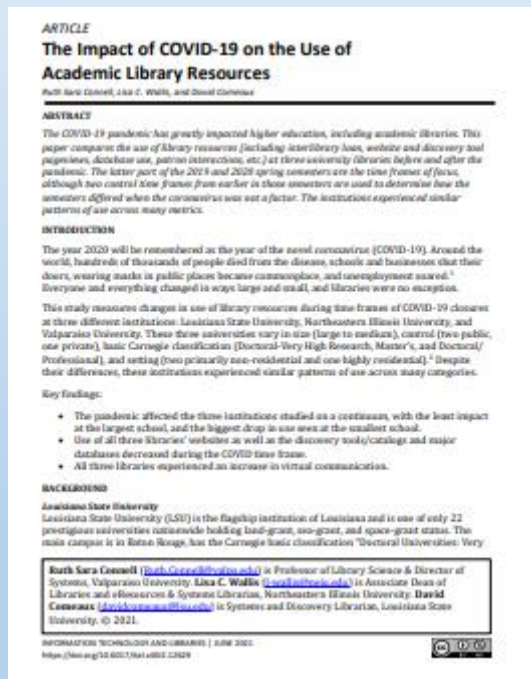 ARTICLE
The Impact of COVID-19 on the Use of
Academic Library Resources
Ruth Sara Connell, Lisa C. Wallis, and David Comeaux
ABSTRACT
The COVID-19 pandemic has greatly impacted higher education, including academic libraries. This
paper compares the use of library resources (including interlibrary loan, website and discovery tool
pageviews, database use, patron interactions, etc.) at three university libraries before and after the
pandemic. The latter part of the 2019 and 2020 spring semesters are the time frames of focus,
although two control time frames from earlier in those semesters are used to determine how the
semesters differed when the coronavirus was not a factor. The institutions experienced similar
patterns of use across many metrics.
INTRODUCTION
The year 2020 will be remembered as the year of the novel coronavirus (COVID-19). Around the
world, hundreds of thousands of people died from the disease, schools and businesses shut their
doors, wearing masks in public places became commonplace, and unemployment soared.¹
Everyone and everything changed in ways large and small, and libraries were no exception.
This study measures changes in use of library resources during time frames of COVID-19 closures
at three different institutions: Louisiana State University, Northeastern Illinois University, and
Valparaiso University. These three universities vary in size (large to medium), control (two public,
one private), basic Carnegie classification (Doctoral-Very High Research, Master's, and Doctoral/
Professional), and setting (two primarily non-residential and one highly residential).² Despite
their differences, these institutions experienced similar patterns of use across many categories.
Key findings:
• The pandemic affected the three institutions studied on a continuum, with the least impact
at the largest school, and the biggest drop in use seen at the smallest school.
• Use of all three libraries' websites as well as the discovery tools/catalogs and major
databases decreased during the COVID time frame.
• All three libraries experienced an increase in virtual communication.
BACKGROUND
Louisiana State University
Louisiana State University (LSU) is the flagship institution of Louisiana and is one of only 22
prestigious universities nationwide holding land-grant, sea-grant, and space-grant status. The
main campus is in Baton Rouge, has the Carnegie basic classification "Doctoral Universities: Very
Ruth Sara Connell (Ruth.Connell@valpo.edu) is Professor of Library Science & Director of
Systems, Valparaiso University. Lisa C. Wallis (l-wallis@neiu.edu) is Associate Dean of
Libraries and eResources & Systems Librarian, Northeastern Illinois University. David
Comeaux (davidcomeaux@lsu.edu) is Systems and Discovery Librarian, Louisiana State
University. © 2021.
INFORMATION TECHNOLOGY AND LIBRARIES | JUNE 2021
https://doi.org/10.6017/ital.v40i2.12629